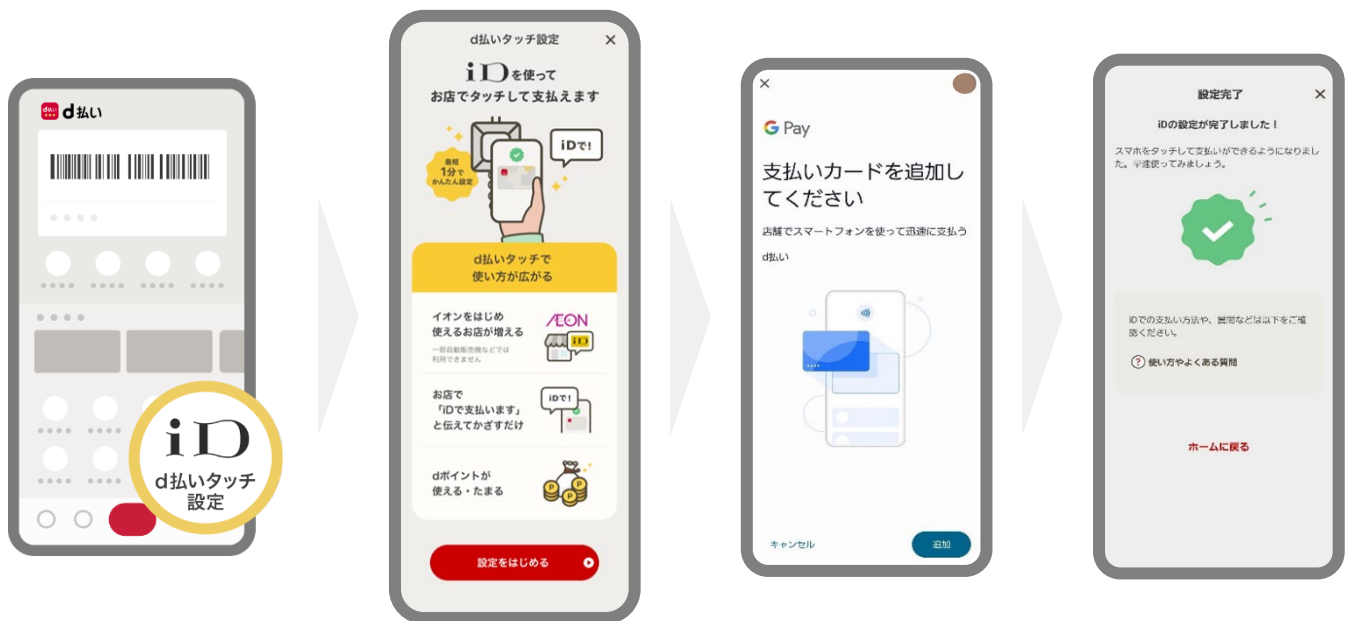 d払い
d払い
iD
d払いタッチ
設定
d払いタッチ設定 ×
iDを使って
お店でタッチして支払えます
最短
1分で
かんたん設定
iDで!
d払いタッチで
使い方が広がる
イオンをはじめ
使えるお店が増える
一部自動販売機などでは
利用できません
ÆON
iD
お店で
「iDで支払います」
と伝えてかざすだけ
iDで!
dポイントが
使える・たまる
P
P P
設定をはじめる
×
G Pay
支払いカードを追加し
てください
店舗でスマートフォンを使って迅速に支払う
d払い
キャンセル 追加
設定完了 ×
iDの設定が完了しました!
スマホをタッチして支払いができるようになりまし
た。早速使ってみましょう。
iDでの支払い方法や、質問などは以下をご確
認ください。
? 使い方やよくある質問
ホームに戻る